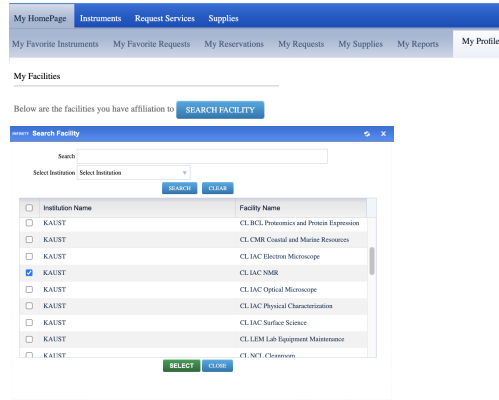 My HomePage Instruments Request Services Supplies
My Favorite Instruments My Favorite Requests My Reservations My Requests My Supplies My Reports My Profile
My Facilities
Below are the facilities you have affiliation to SEARCH FACILITY
Search Facility X
Search
Select Institution Select Institution
SEARCH CLEAR
Institution Name Facility Name
KAUST CL BCL Proteomics and Protein Expression
KAUST CL CMR Coastal and Marine Resources
KAUST CL IAC Electron Microscope
KAUST CL IAC NMR
KAUST CL IAC Optical Microscope
KAUST CL IAC Physical Characterization
KAUST CL IAC Surface Science
KAUST CL LEM Lab Equipment Maintenance
KAUST CL NCL Cleanroom
SELECT CLOSE